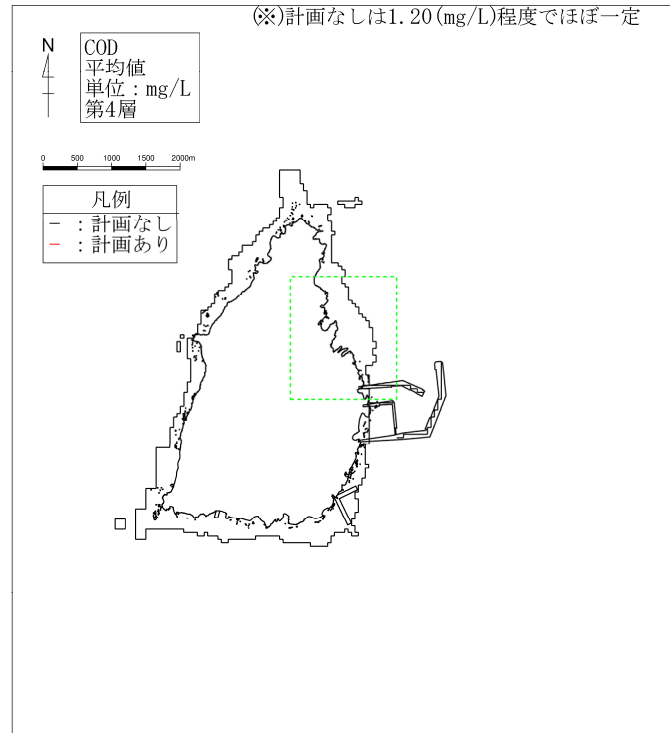 (※)計画なしは1.20(mg/L)程度でほぼ一定
N
COD
平均値
単位：mg/L
第4層
0 500 1000 1500 2000m
凡例
− ：計画なし
− ：計画あり